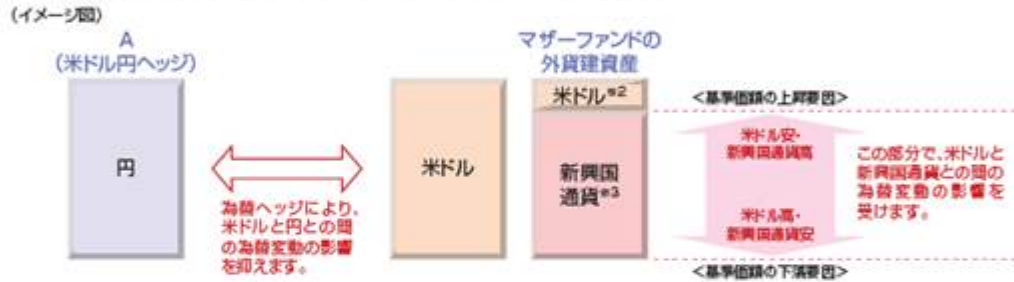 （イメージ図）
A
（米ドル円ヘッジ）
円
為替ヘッジにより、
米ドルと円との間
の為替変動の影響
を抑えます。
米ドル
マザーファンドの
外貨建資産
米ドル※2
新興国
通貨※3
＜基準価額の上昇要因＞
米ドル安・
新興国通貨高
米ドル高・
新興国通貨安
＜基準価額の下落要因＞
この部分で、米ドルと
新興国通貨との間の
為替変動の影響を
受けます。